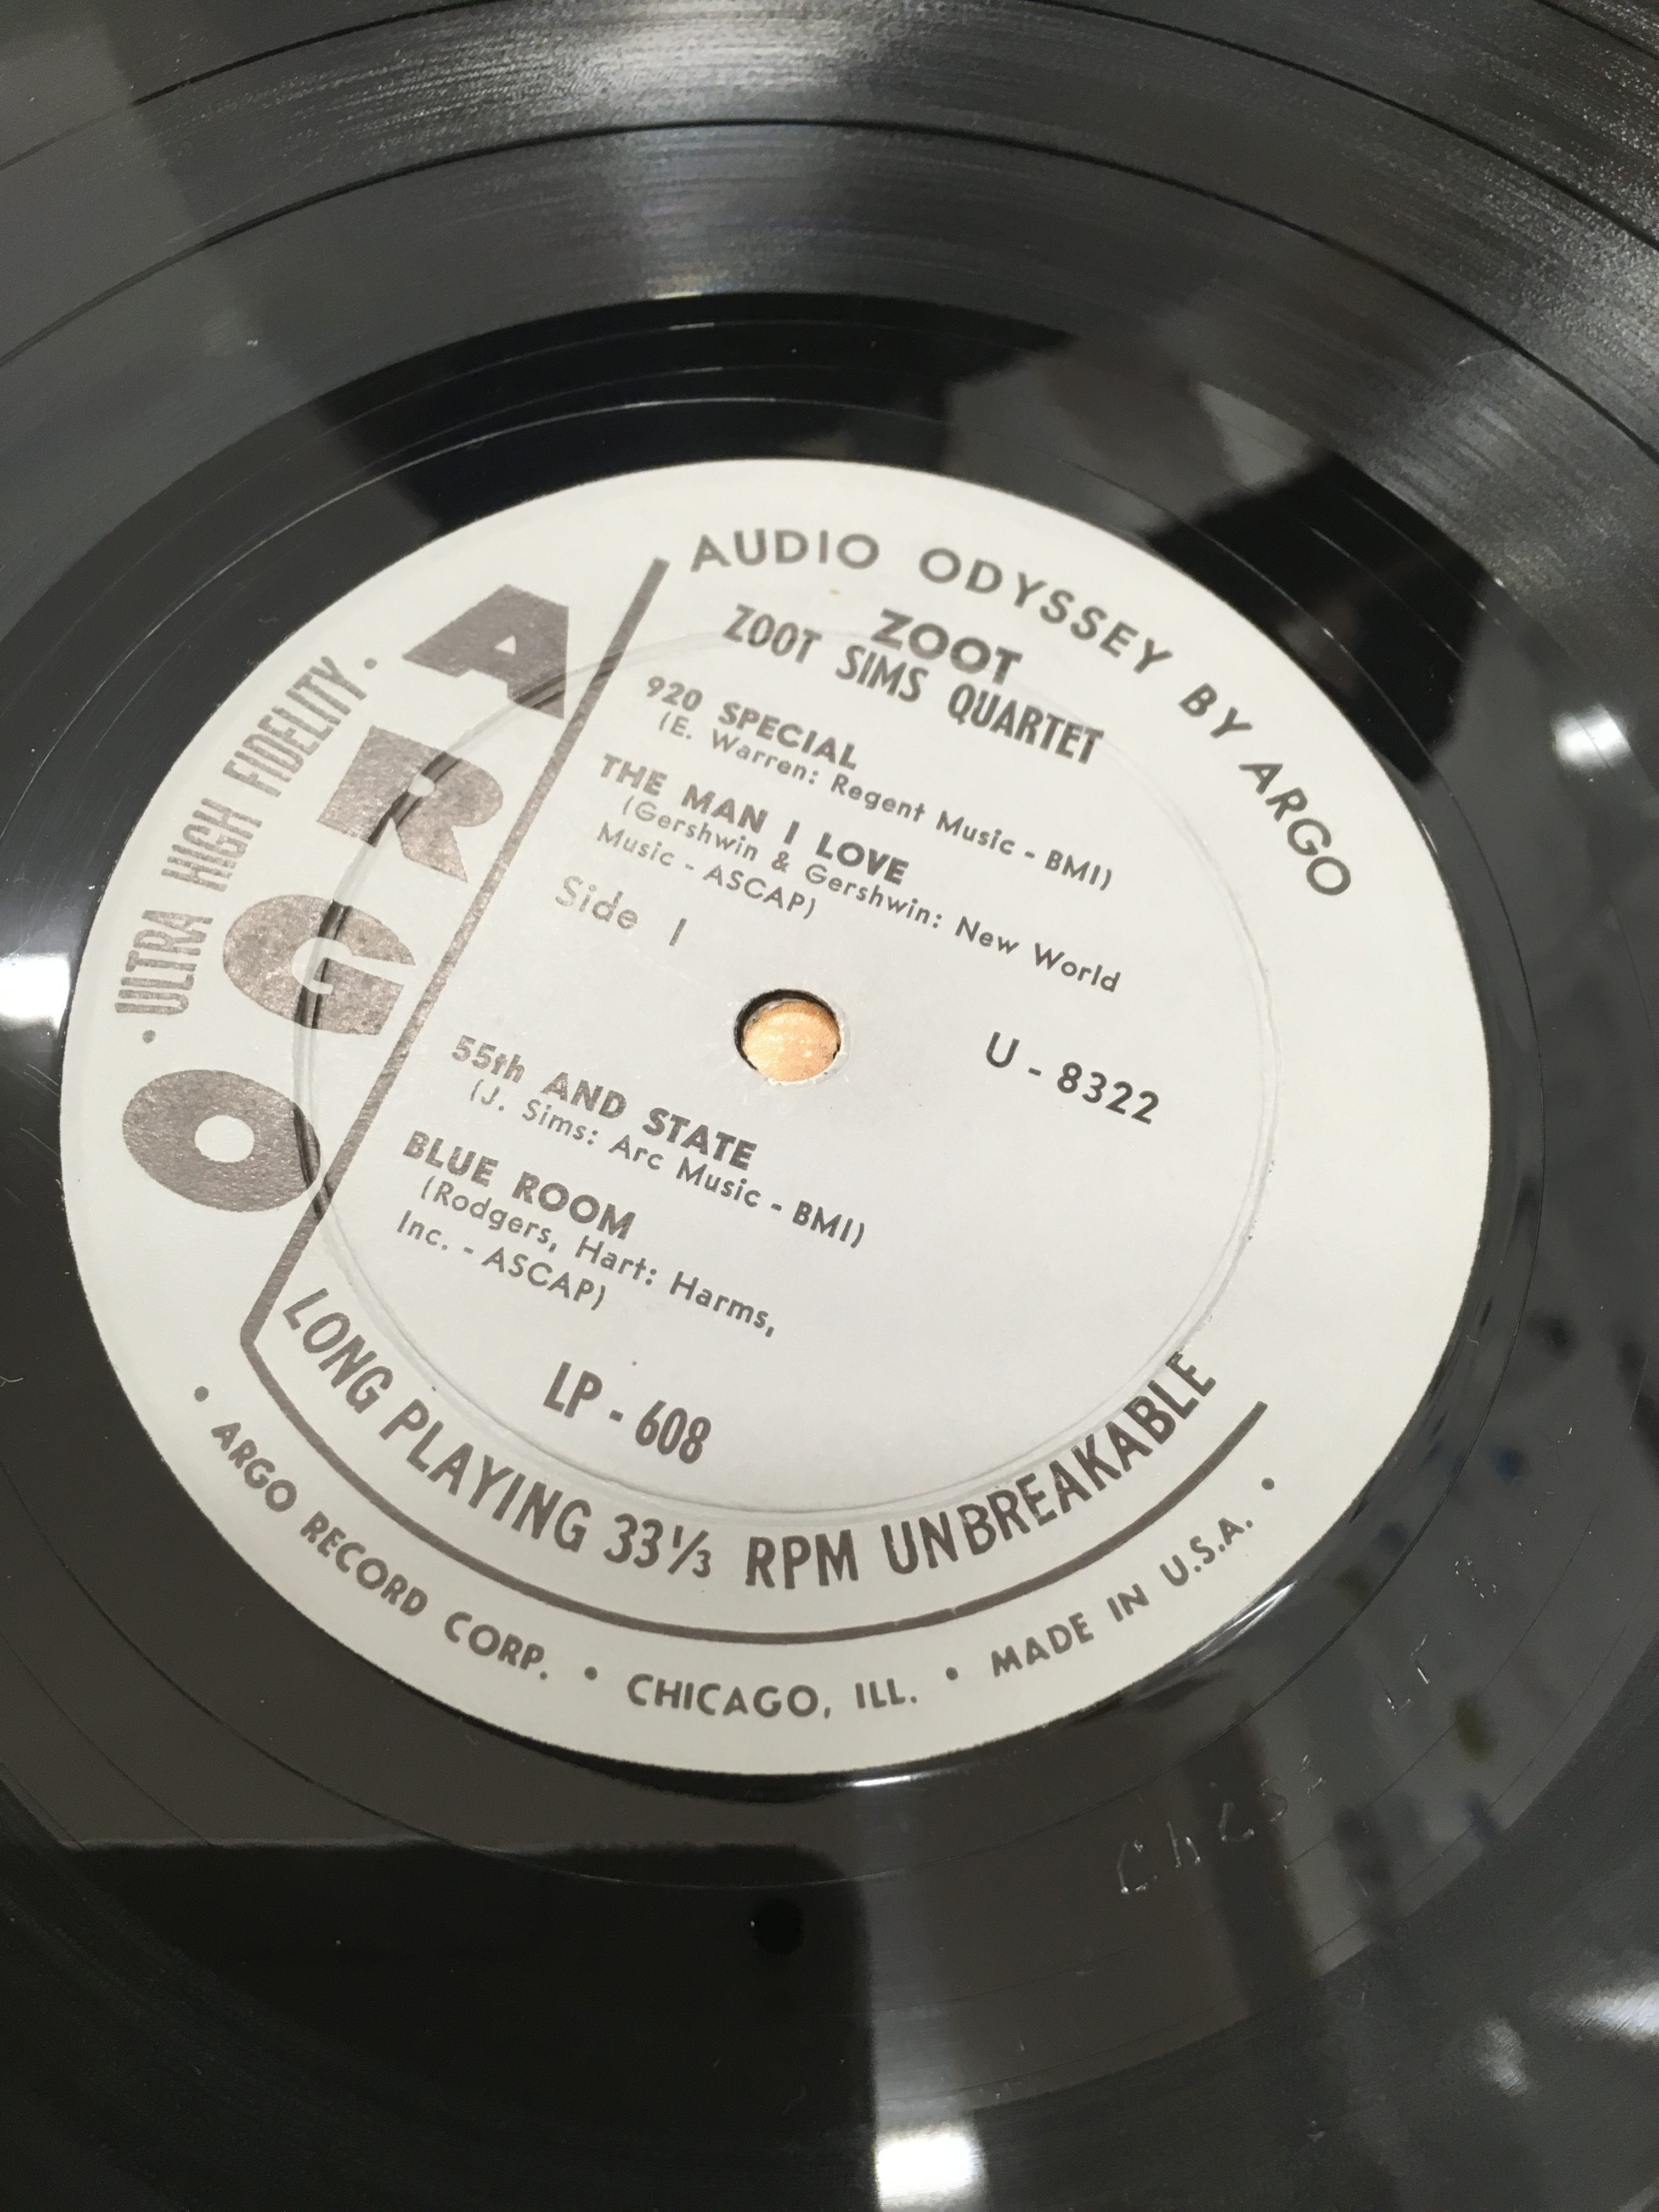 AUDIO ODYSSEY BY ARGO
• ULTRA HIGH FIDELITY •
ARGO
ZOOT
ZOOT SIMS QUARTET
920 SPECIAL
(E. Warren: Regent Music - BMI)
THE MAN I LOVE
(Gershwin & Gershwin: New World
Music - ASCAP)
Side 1
U - 8322
55th AND STATE
(J. Sims: Arc Music - BMI)
BLUE ROOM
(Rodgers, Hart: Harms,
Inc. - ASCAP)
LP - 608
LONG PLAYING 33⅓ RPM UNBREAKABLE
• ARGO RECORD CORP. • CHICAGO, ILL. • MADE IN U.S.A. •